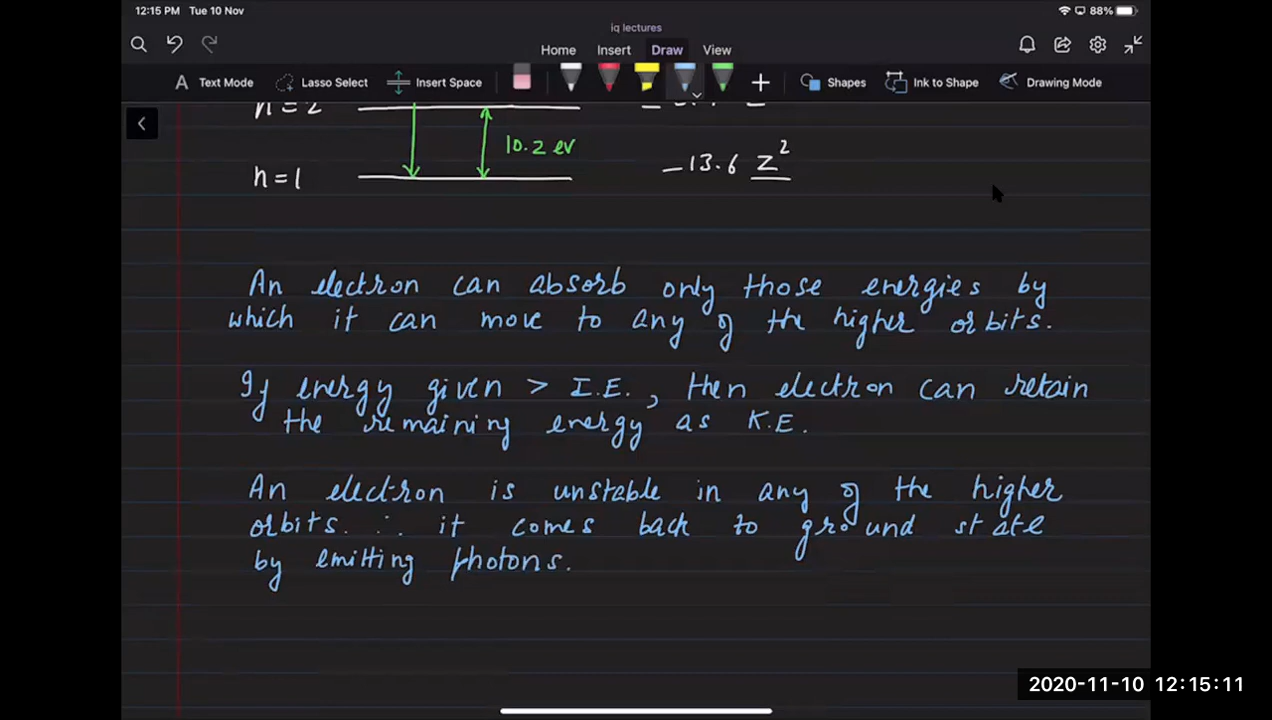 12:15 PM Tue 10 Nov
88%
iq lectures
Home Insert Draw View
Text Mode Lasso Select Insert Space Shapes Ink to Shape Drawing Mode
n = 2
10.2 ev
-13.6 Z²
n = 1
An electron can absorb only those energies by
which it can move to any of the higher orbits.
If energy given > I.E., then electron can retain
the remaining energy as K.E.
An electron is unstable in any of the higher
orbits. ∴ it comes back to ground state
by emitting photons.
2020-11-10 12:15:11